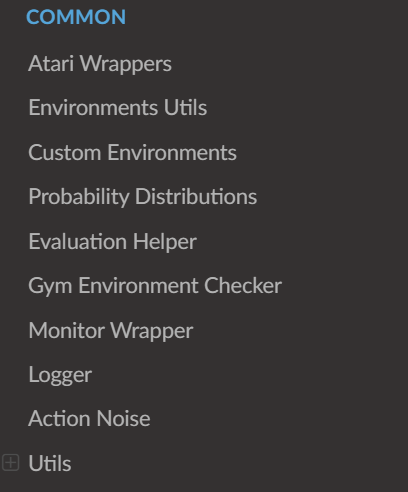 COMMON
Atari Wrappers
Environments Utils
Custom Environments
Probability Distributions
Evaluation Helper
Gym Environment Checker
Monitor Wrapper
Logger
Action Noise
Utils